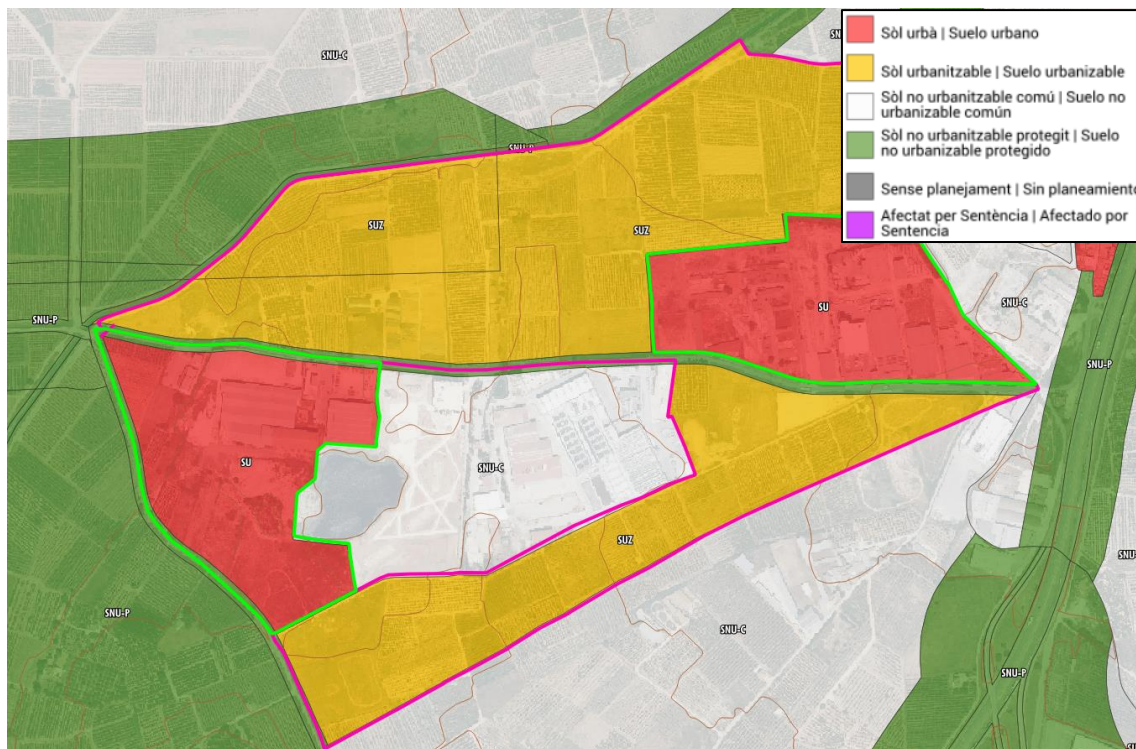 SNU-C
SNU-P
SUZ
SUZ
SNU-P
SU
SNU-C
SNU-P
SU
SNU-C
SUZ
SNU-P
SNU-C
SNU-P
Sòl urbà | Suelo urbano
Sòl urbanitzable | Suelo urbanizable
Sòl no urbanitzable comú | Suelo no
urbanizable común
Sòl no urbanitzable protegit | Suelo
no urbanizable protegido
Sense planejament | Sin planeamiento
Afectat per Sentència | Afectado por
Sentencia